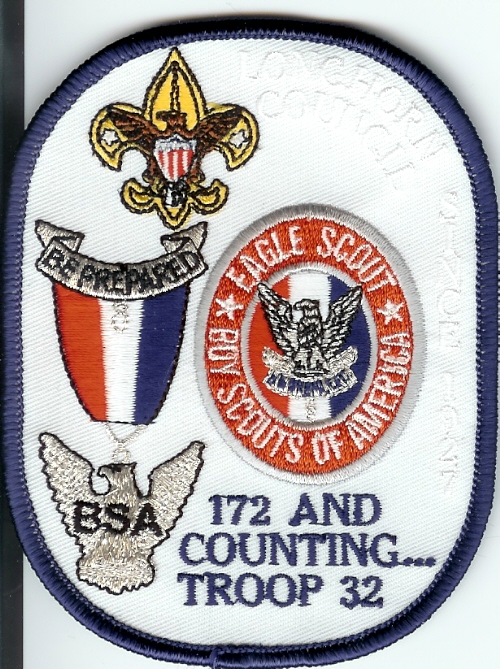 LONGHORN
COUNCIL
BE PREPARED
EAGLE SCOUT
BOY SCOUTS OF AMERICA
BSA
172 AND
COUNTING...
TROOP 32